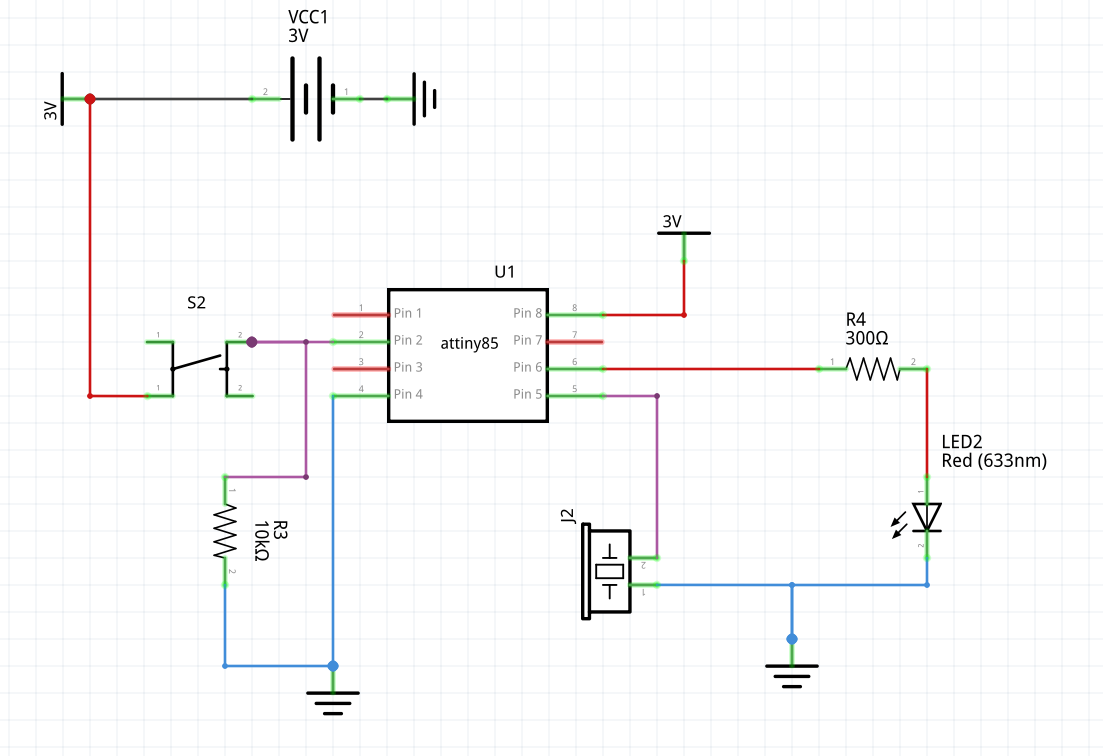 VCC1
3V
3V
2
1
3V
U1
S2
1
2
1
2
1
2
3
4
Pin 1
Pin 2
Pin 3
Pin 4
attiny85
Pin 8
Pin 7
Pin 6
Pin 5
8
7
6
5
R4
300Ω
1
2
LED2
Red (633nm)
1
2
R3
10kΩ
1
2
J2
2
1